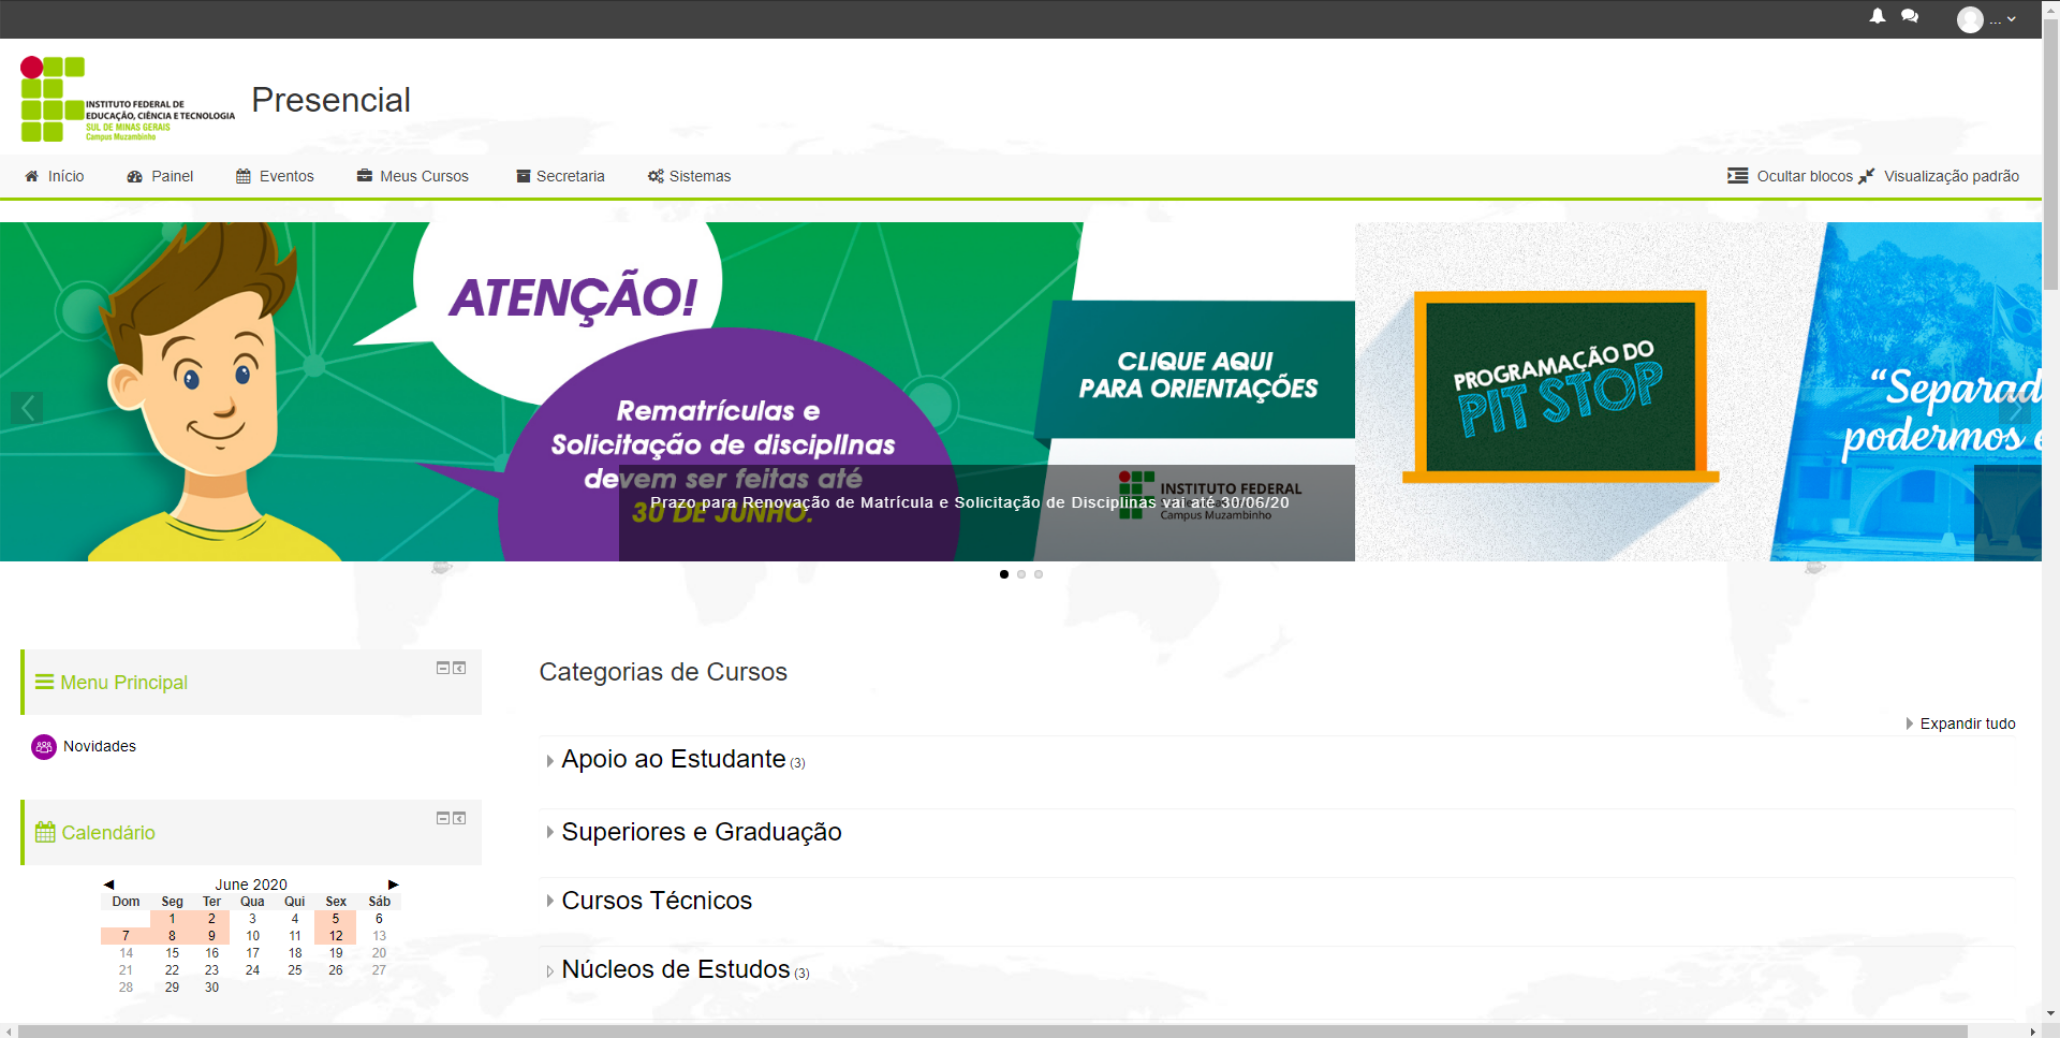 ...
INSTITUTO FEDERAL DE
EDUCAÇÃO, CIÊNCIA E TECNOLOGIA
SUL DE MINAS GERAIS
Campus Muzambinho
Presencial
Início Painel Eventos Meus Cursos Secretaria Sistemas Ocultar blocos Visualização padrão
ATENÇÃO!
Rematrículas e
Solicitação de disciplInas
devem ser feitas até
30 DE JUNHO.
CLIQUE AQUI
PARA ORIENTAÇÕES
INSTITUTO FEDERAL
Campus Muzambinho
Prazo para Renovação de Matrícula e Solicitação de Disciplinas vai até 30/06/20
PROGRAMAÇÃO DO
PIT STOP
“Separad
podermos e
Menu Principal
Novidades
Calendário
June 2020
Dom Seg Ter Qua Qui Sex Sáb
1 2 3 4 5 6
7 8 9 10 11 12 13
14 15 16 17 18 19 20
21 22 23 24 25 26 27
28 29 30
Categorias de Cursos
Expandir tudo
Apoio ao Estudante (3)
Superiores e Graduação
Cursos Técnicos
Núcleos de Estudos (3)